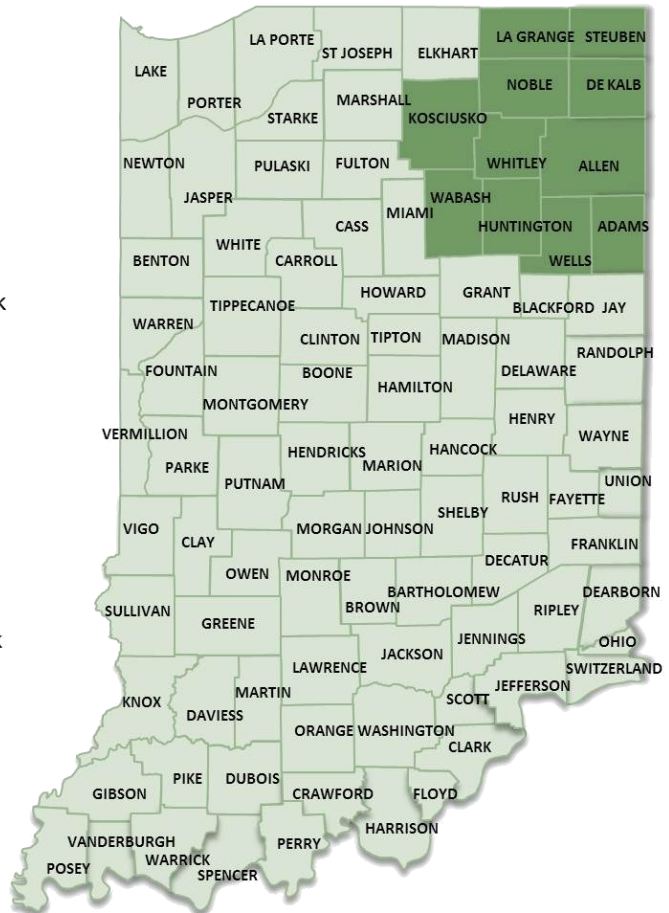 LA PORTE
ST JOSEPH
ELKHART
LA GRANGE STEUBEN
LAKE
PORTER
STARKE
MARSHALL
KOSCIUSKO
NOBLE
DE KALB
NEWTON
JASPER
PULASKI
FULTON
WHITLEY
ALLEN
WABASH
MIAMI
CASS
WHITE
HUNTINGTON
ADAMS
BENTON
CARROLL
WELLS
HOWARD
GRANT
BLACKFORD JAY
TIPPECANOE
WARREN
CLINTON
TIPTON
MADISON
RANDOLPH
FOUNTAIN
BOONE
HAMILTON
DELAWARE
MONTGOMERY
HENRY
VERMILLION
WAYNE
HENDRICKS
HANCOCK
PARKE
MARION
PUTNAM
UNION
RUSH
FAYETTE
SHELBY
VIGO
MORGAN JOHNSON
CLAY
FRANKLIN
DECATUR
OWEN
MONROE
BARTHOLOMEW
DEARBORN
BROWN
RIPLEY
SULLIVAN
GREENE
JENNINGS
OHIO
JACKSON
LAWRENCE
SWITZERLAND
JEFFERSON
KNOX
MARTIN
SCOTT
DAVIESS
ORANGE WASHINGTON
CLARK
PIKE
DUBOIS
GIBSON
CRAWFORD
FLOYD
HARRISON
VANDERBURGH
PERRY
WARRICK
POSEY
SPENCER